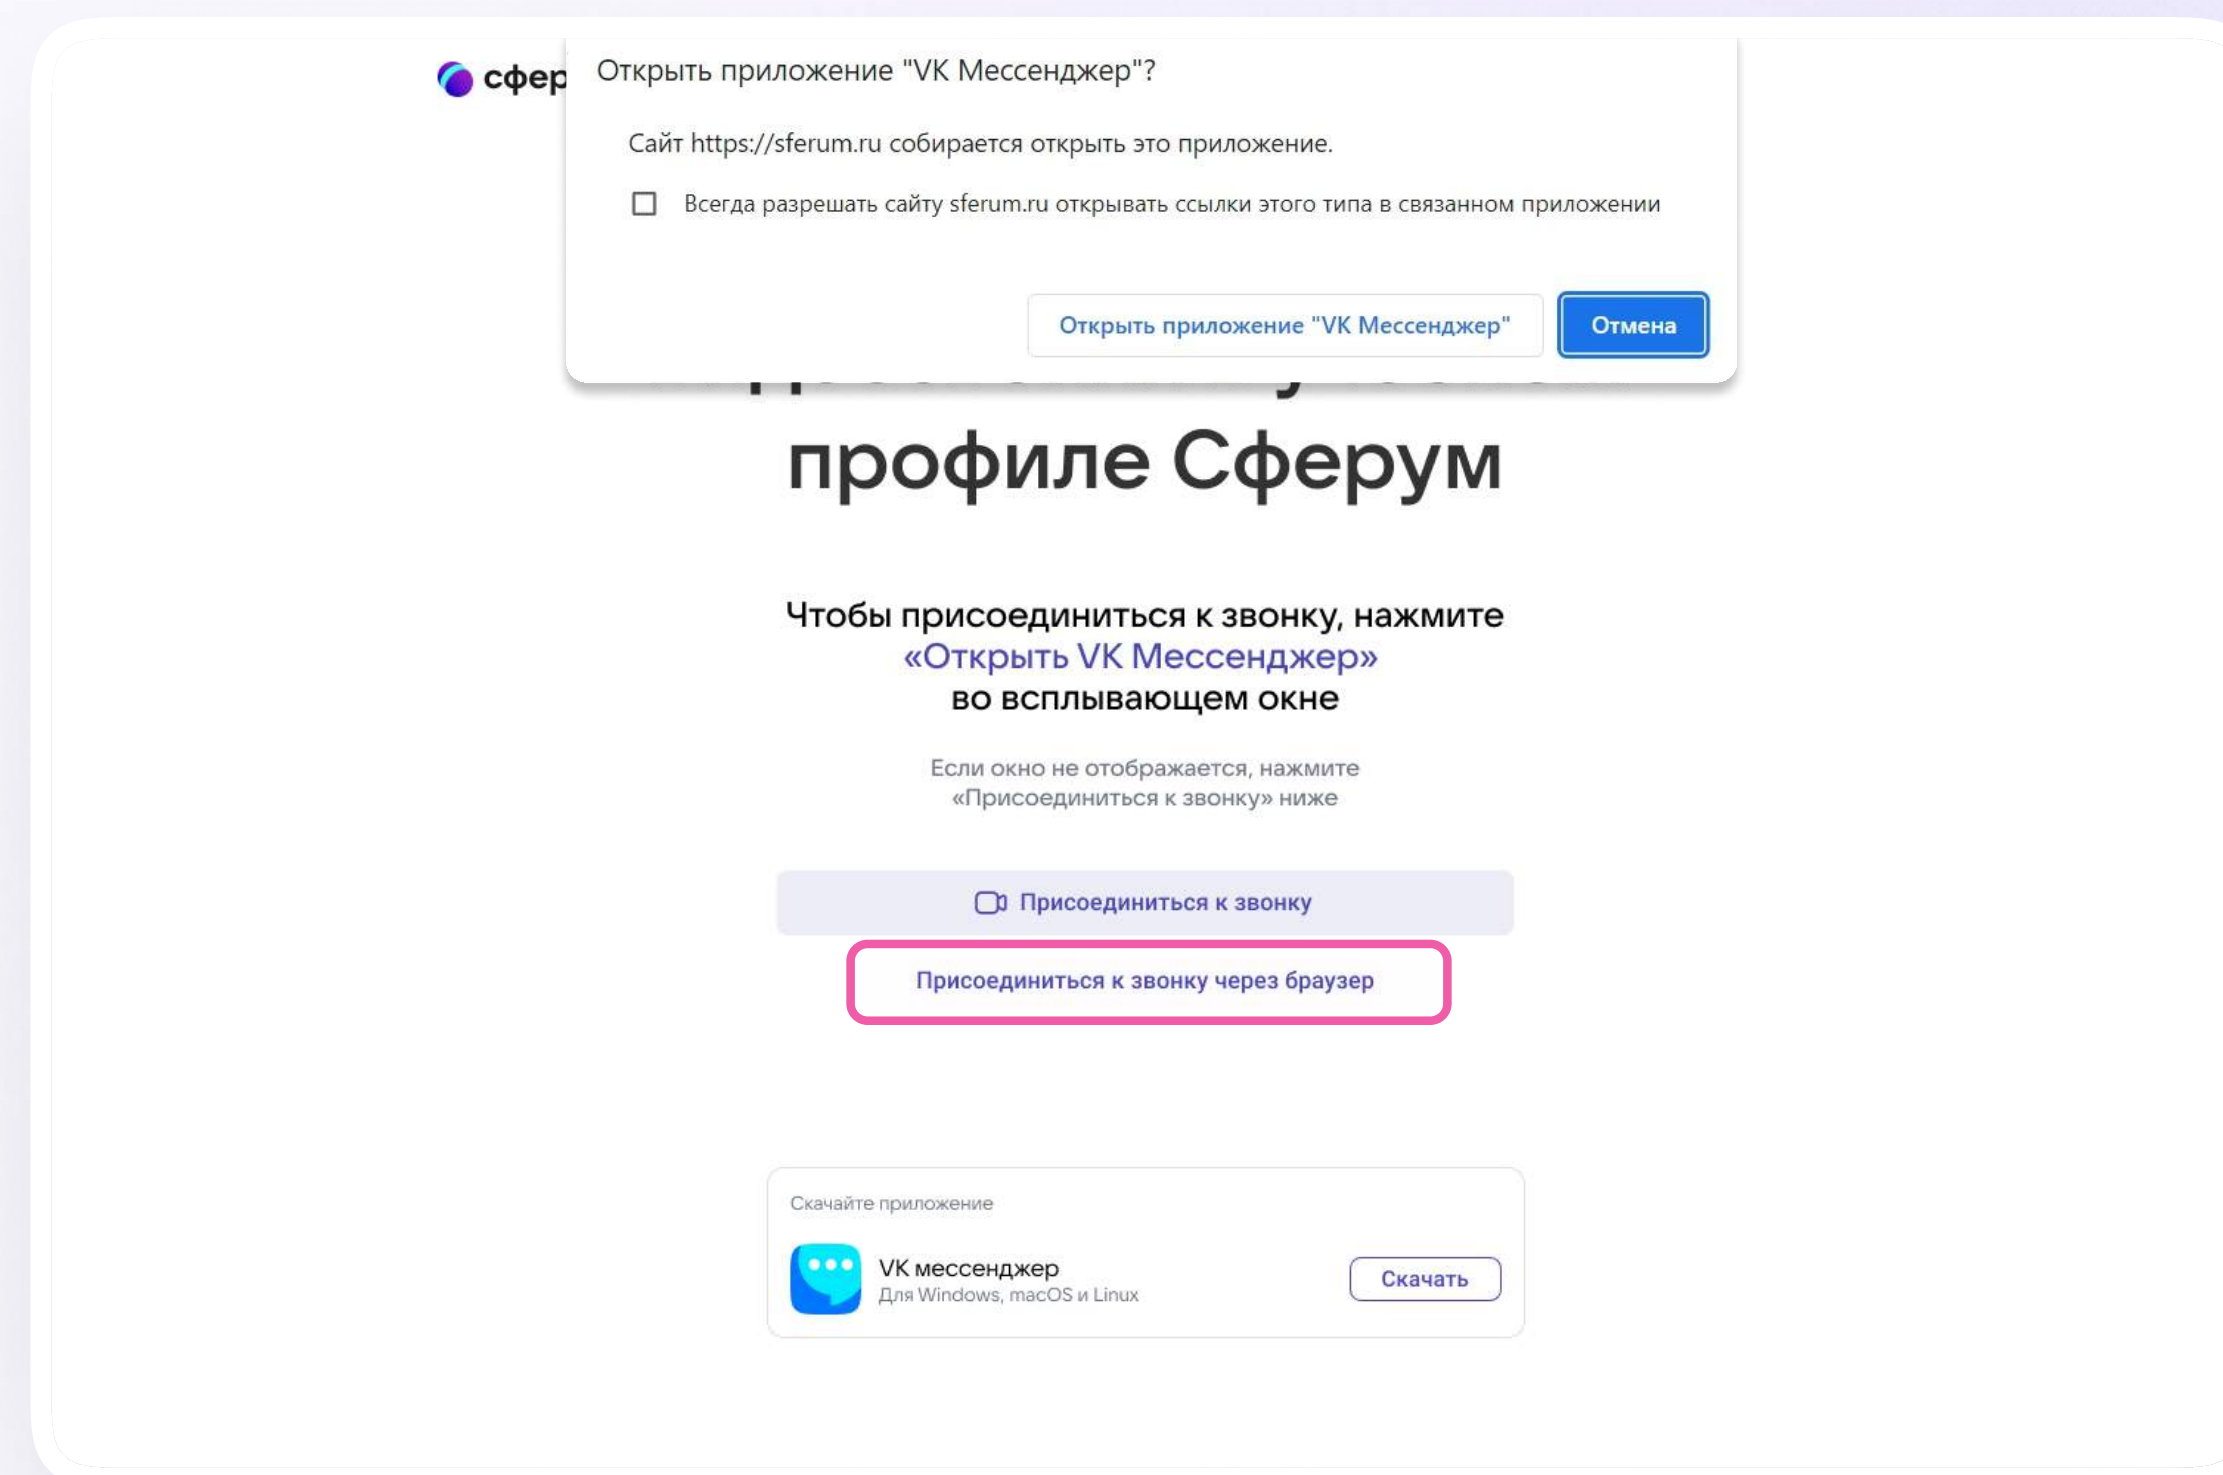 сфер
Открыть приложение "VK Мессенджер"?
Сайт https://sferum.ru собирается открыть это приложение.
Всегда разрешать сайту sferum.ru открывать ссылки этого типа в связанном приложении
Открыть приложение "VK Мессенджер"
Отмена
профиле Сферум
Чтобы присоединиться к звонку, нажмите
«Открыть VK Мессенджер»
во всплывающем окне
Если окно не отображается, нажмите
«Присоединиться к звонку» ниже
Присоединиться к звонку
Присоединиться к звонку через браузер
Скачайте приложение
VK мессенджер
Для Windows, macOS и Linux
Скачать